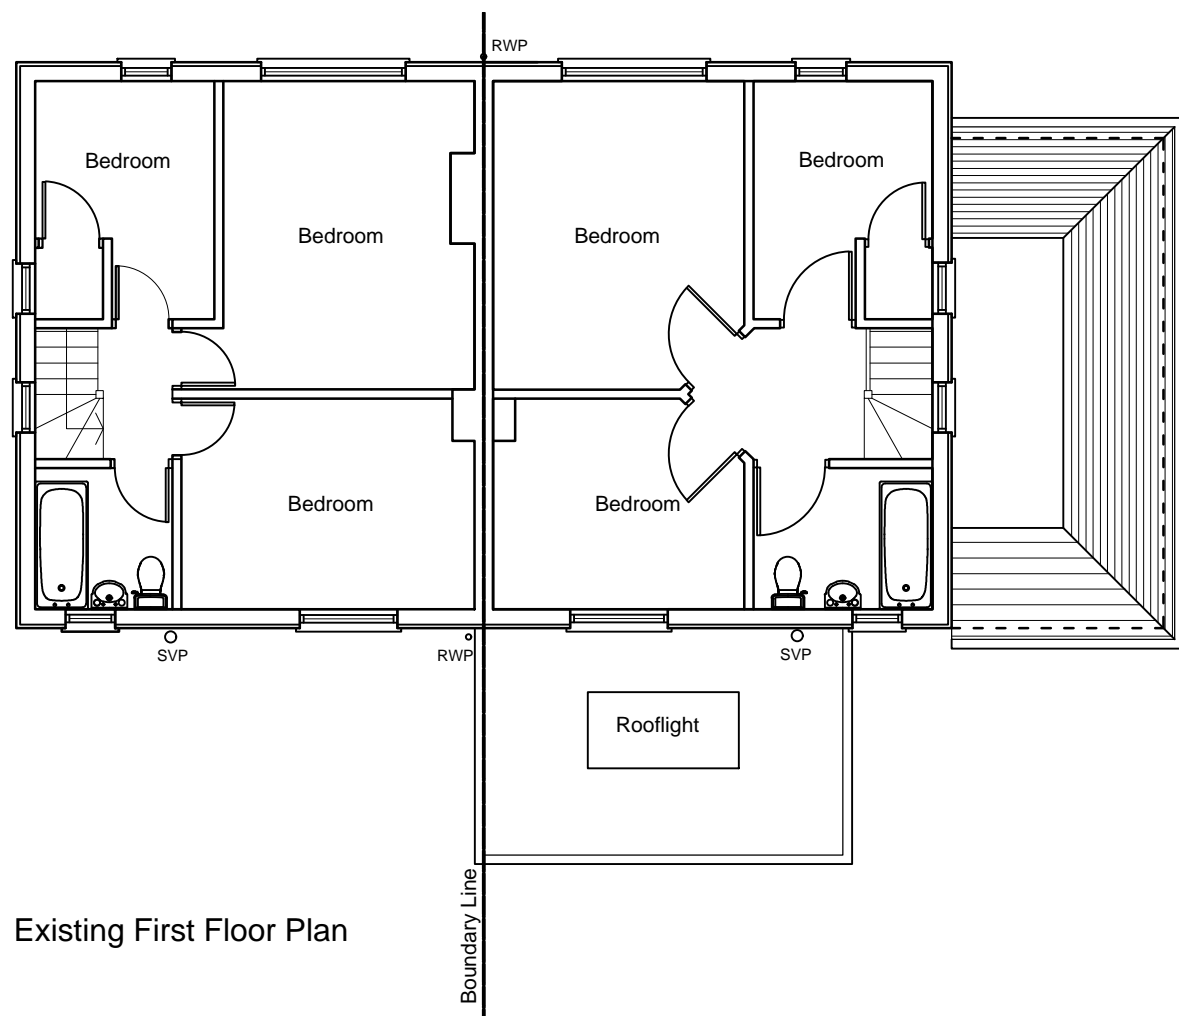 RWP
Bedroom
Bedroom
Bedroom
Bedroom
Bedroom
Bedroom
SVP
RWP
SVP
Rooflight
Boundary Line
Existing First Floor Plan